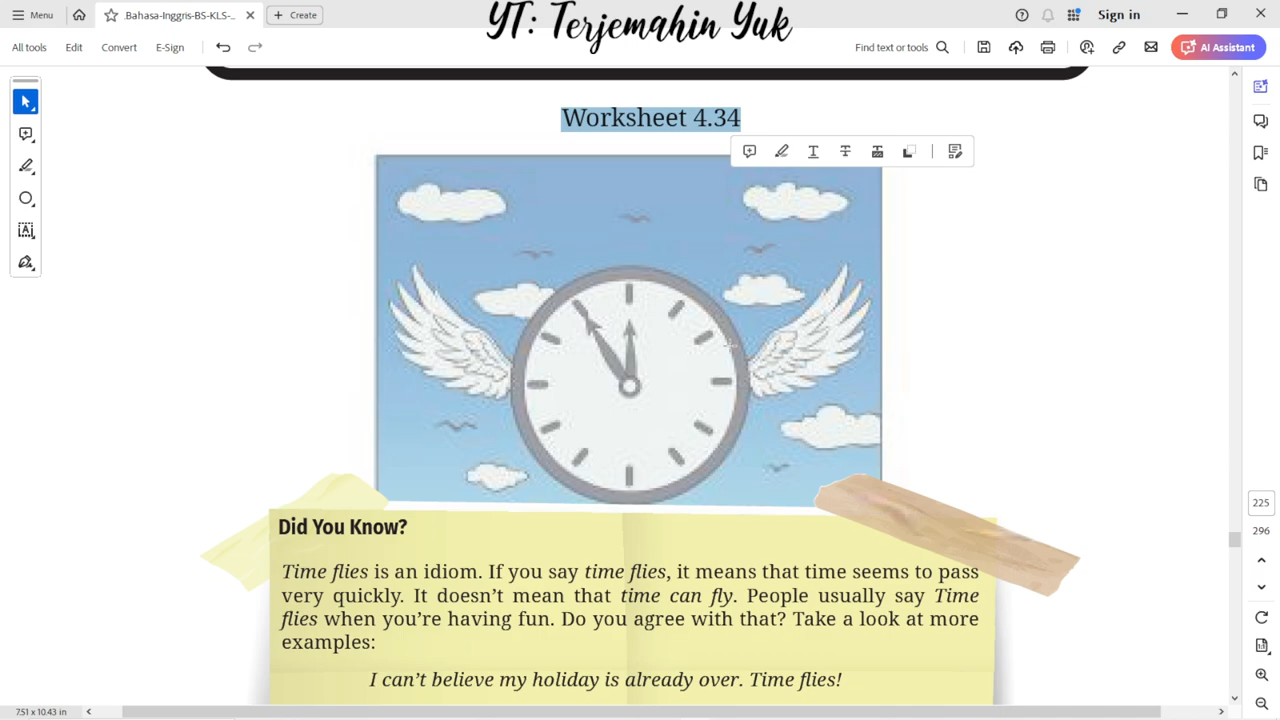 Menu
Bahasa-Inggris-BS-KLS-...
Create
YT: Terjemahin Yuk
Sign in
All tools
Edit
Convert
E-Sign
Find text or tools
AI Assistant
Worksheet 4.34
Did You Know?
Time flies is an idiom. If you say time flies, it means that time seems to pass
very quickly. It doesn’t mean that time can fly. People usually say Time
flies when you’re having fun. Do you agree with that? Take a look at more
examples:
I can’t believe my holiday is already over. Time flies!
225
296
7.51 x 10.43 in